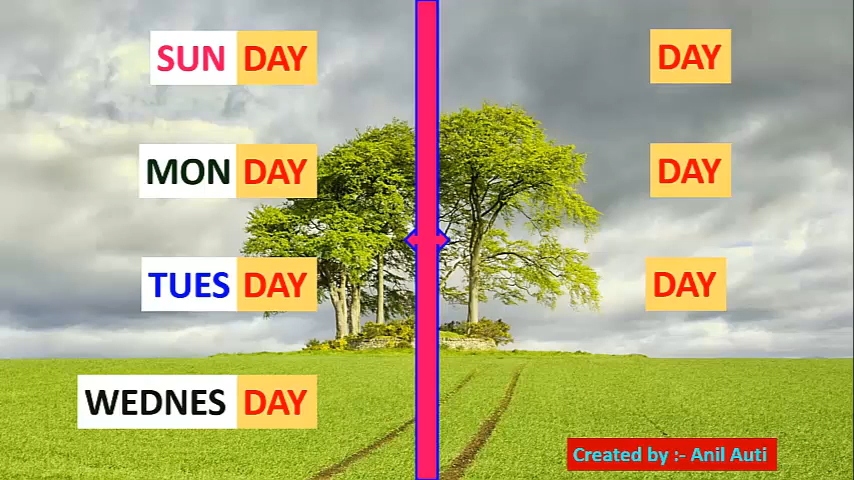 SUN DAY
MON DAY
TUES DAY
WEDNES DAY
DAY
DAY
DAY
Created by :- Anil Auti